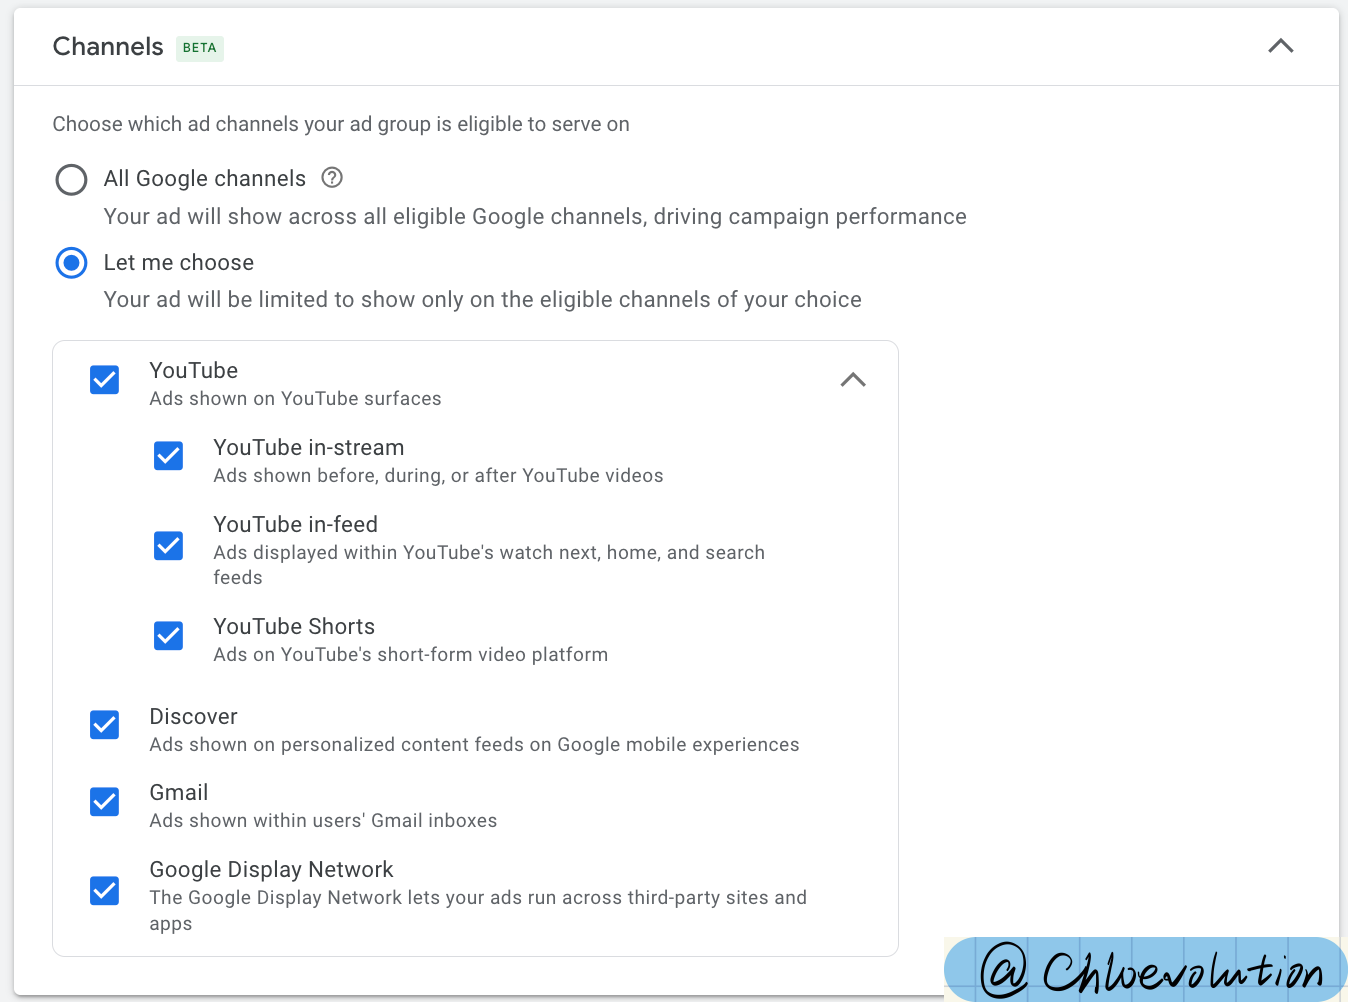 Channels BETA
Choose which ad channels your ad group is eligible to serve on
All Google channels ?
Your ad will show across all eligible Google channels, driving campaign performance
Let me choose
Your ad will be limited to show only on the eligible channels of your choice
YouTube
Ads shown on YouTube surfaces
YouTube in-stream
Ads shown before, during, or after YouTube videos
YouTube in-feed
Ads displayed within YouTube's watch next, home, and search
feeds
YouTube Shorts
Ads on YouTube's short-form video platform
Discover
Ads shown on personalized content feeds on Google mobile experiences
Gmail
Ads shown within users' Gmail inboxes
Google Display Network
The Google Display Network lets your ads run across third-party sites and
apps
@Chloevolution